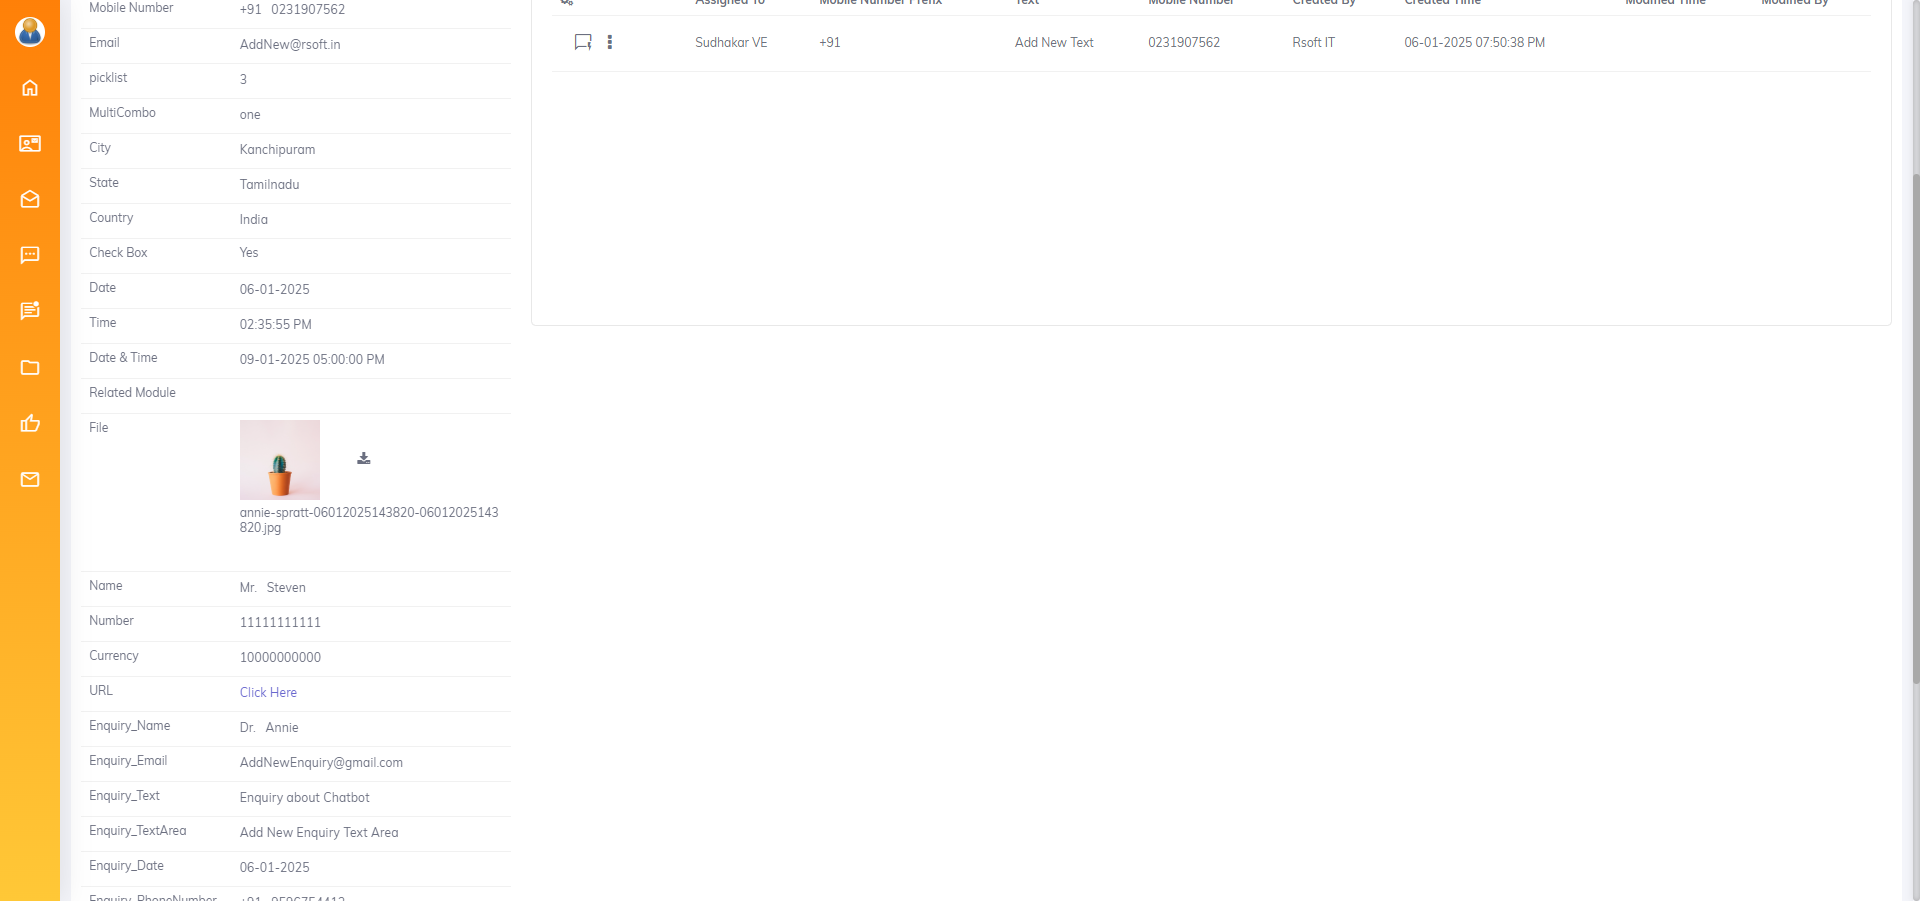 Mobile Number +91 0231907562
Email AddNew@rsoft.in
picklist 3
MultiCombo one
City Kanchipuram
State Tamilnadu
Country India
Check Box Yes
Date 06-01-2025
Time 02:35:55 PM
Date & Time 09-01-2025 05:00:00 PM
Related Module
File
annie-spratt-06012025143820-06012025143
820.jpg
Name Mr. Steven
Number 11111111111
Currency 10000000000
URL Click Here
Enquiry_Name Dr. Annie
Enquiry_Email AddNewEnquiry@gmail.com
Enquiry_Text Enquiry about Chatbot
Enquiry_TextArea Add New Enquiry Text Area
Enquiry_Date 06-01-2025
Enquiry_PhoneNumber +91
Assigned To Mobile Number Prefix Text Mobile Number Created By Created Time Modified Time Modified By
Sudhakar VE +91 Add New Text 0231907562 Rsoft IT 06-01-2025 07:50:38 PM